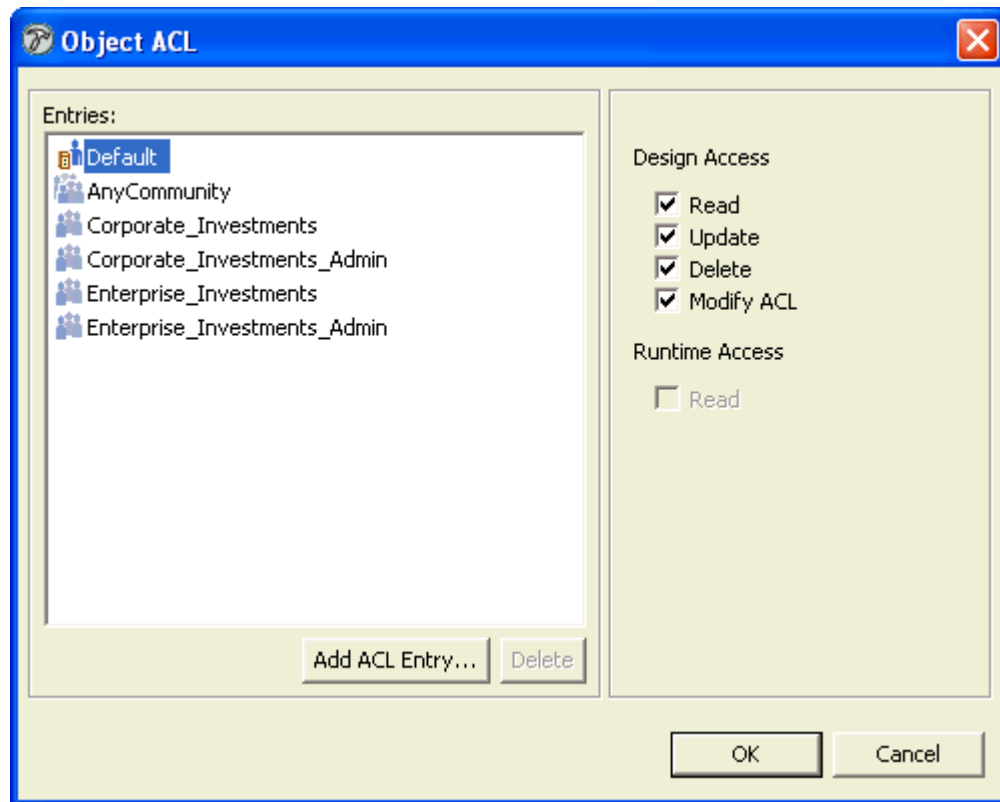 Object ACL
Entries:
Default
AnyCommunity
Corporate_Investments
Corporate_Investments_Admin
Enterprise_Investments
Enterprise_Investments_Admin
Add ACL Entry...
Delete
Design Access
Read
Update
Delete
Modify ACL
Runtime Access
Read
OK
Cancel